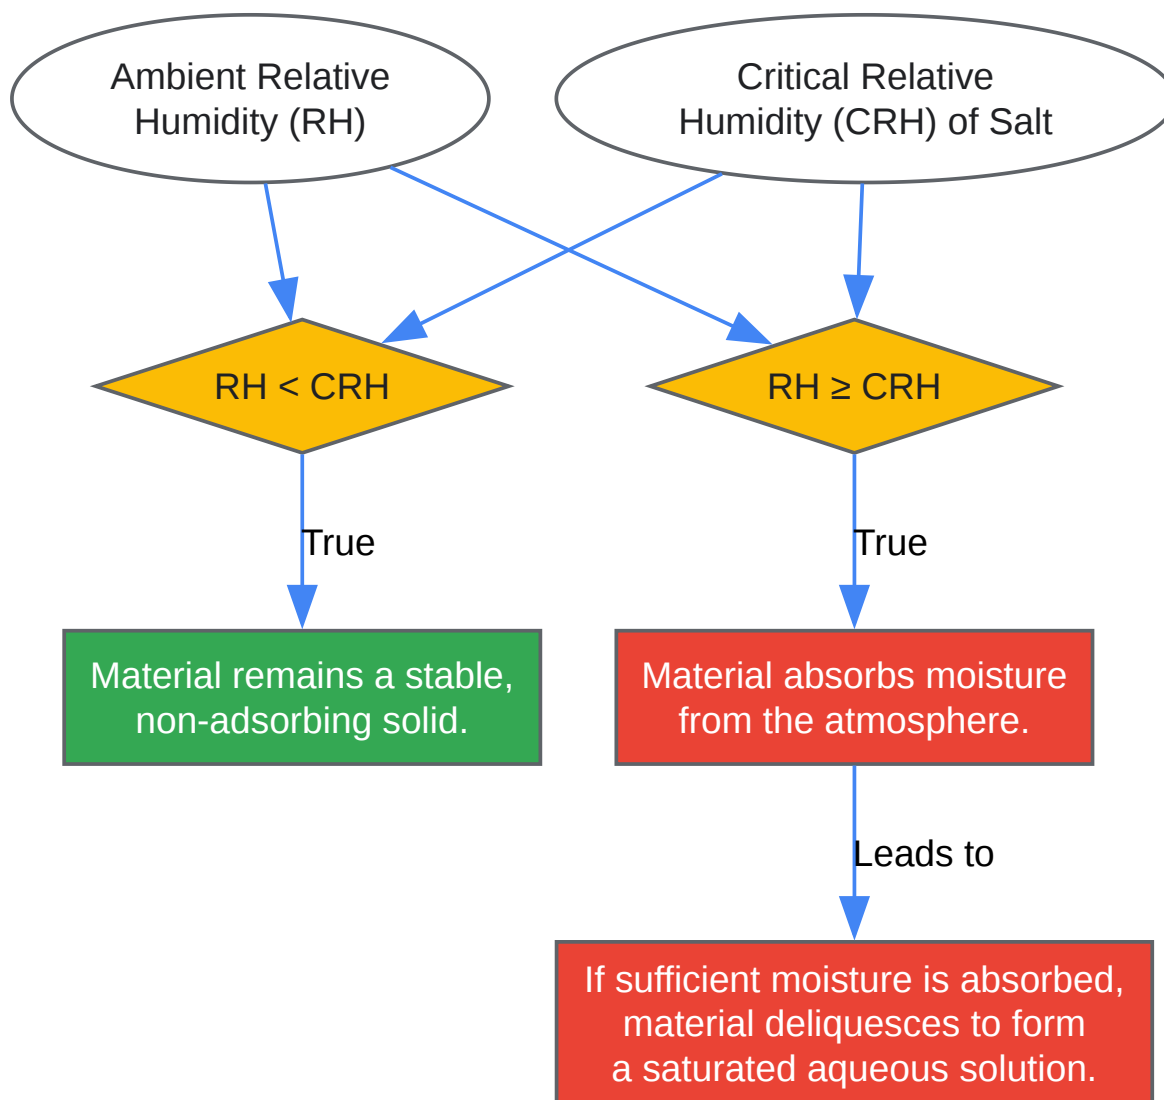 Ambient Relative
Humidity (RH)
Critical Relative
Humidity (CRH) of Salt
RH < CRH
RH ≥ CRH
True
True
Material remains a stable,
non-adsorbing solid.
Material absorbs moisture
from the atmosphere.
Leads to
If sufficient moisture is absorbed,
material deliquesces to form
a saturated aqueous solution.